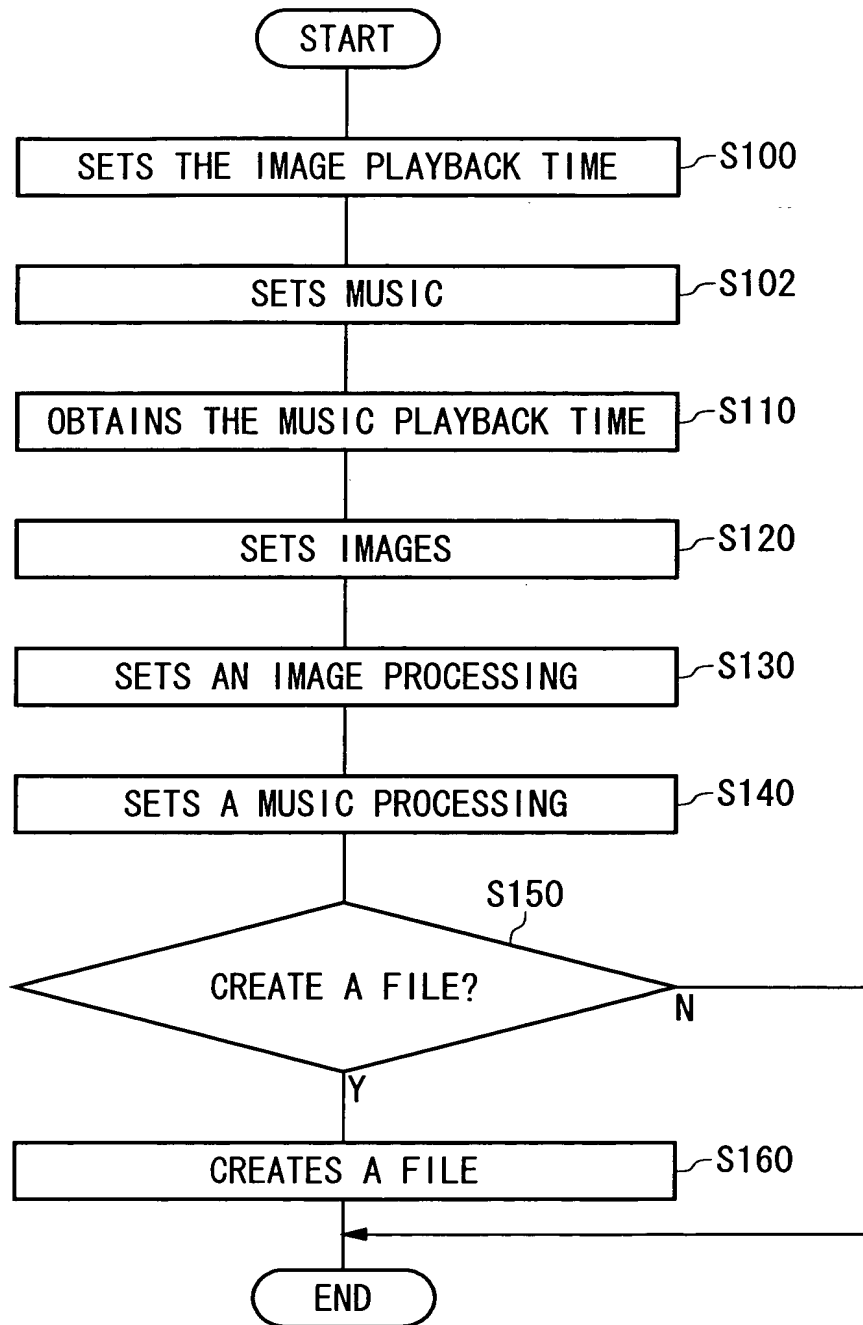 START
SETS THE IMAGE PLAYBACK TIME
S100
SETS MUSIC
S102
OBTAINS THE MUSIC PLAYBACK TIME
S110
SETS IMAGES
S120
SETS AN IMAGE PROCESSING
S130
SETS A MUSIC PROCESSING
S140
S150
CREATE A FILE?
N
Y
CREATES A FILE
S160
END